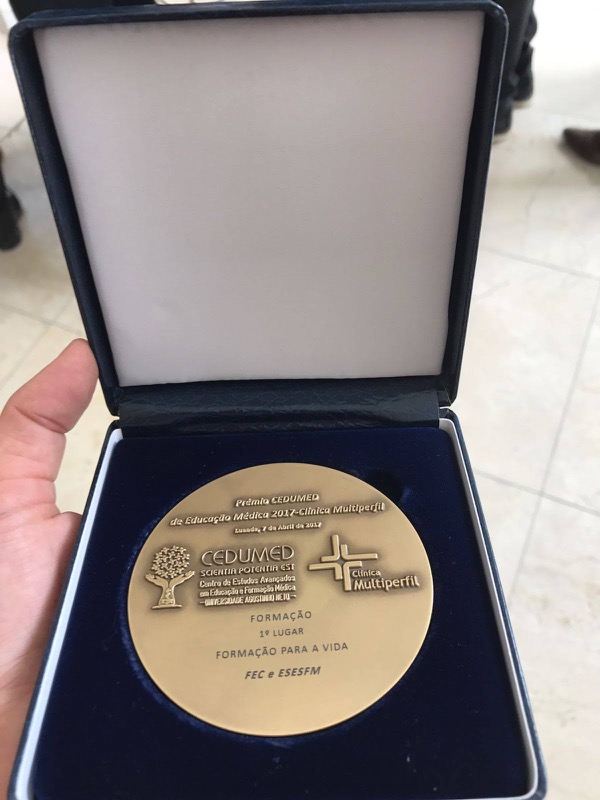 Prémio CEDUMED
de Educação Médica 2017-Clínica Multiperfil
Luanda, 7 de Abril de 2017
CEDUMED
SCIENTIA POTENTIA EST
Centro de Estudos Avançados
em Educação e Formação Médica
UNIVERSIDADE AGOSTINHO NETO
Clínica
Multiperfil
FORMAÇÃO
1º LUGAR
FORMAÇÃO PARA A VIDA
FEC e ESESFM